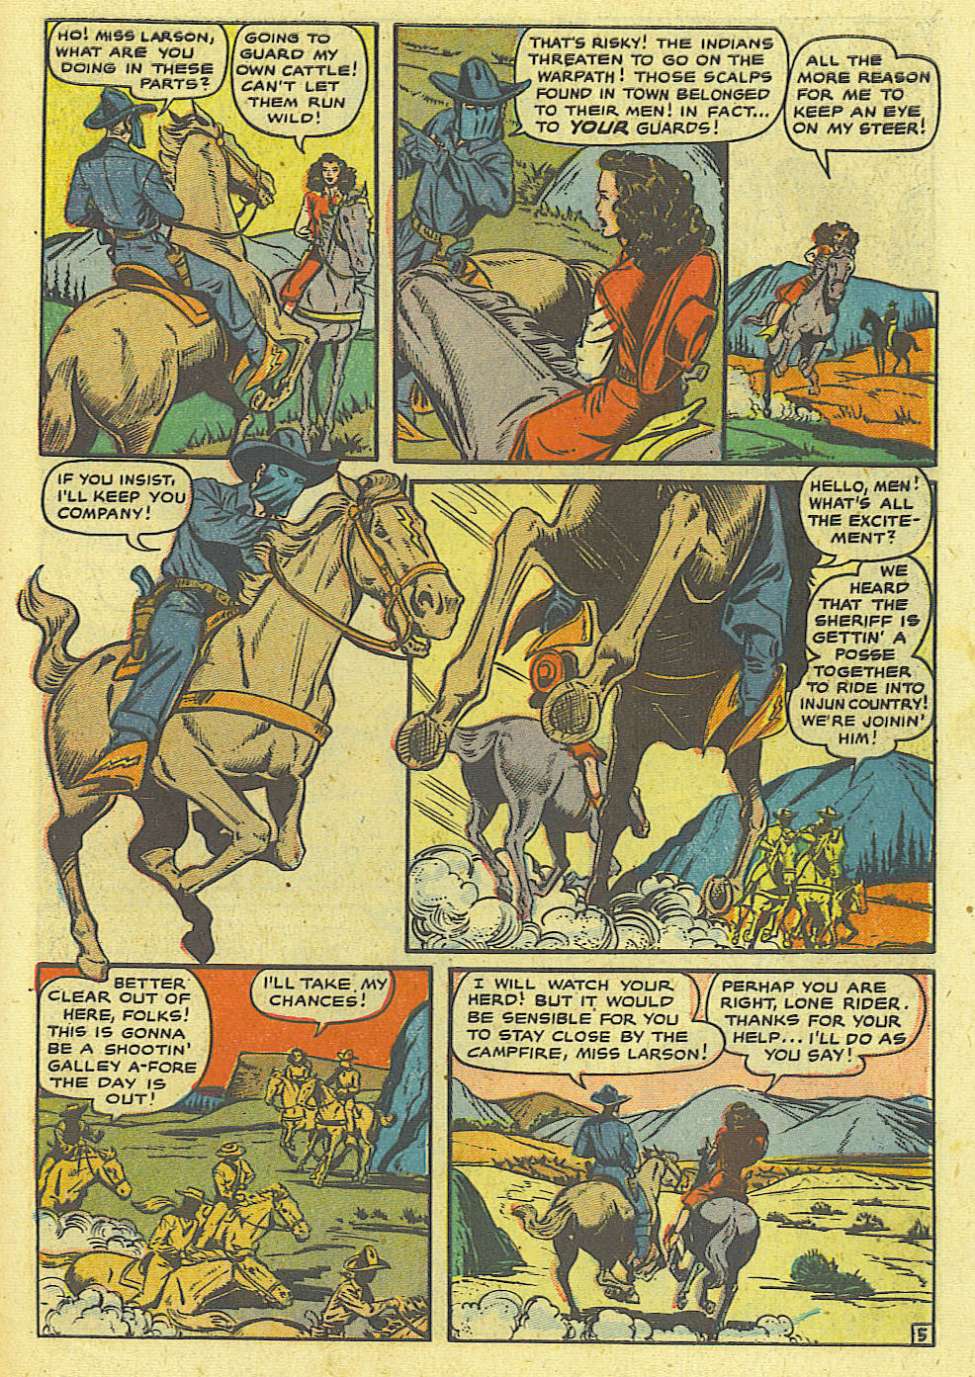 HO! MISS LARSON,
WHAT ARE YOU
DOING IN THESE
PARTS?
GOING TO
GUARD MY
OWN CATTLE!
CAN'T LET
THEM RUN
WILD!
THAT'S RISKY! THE INDIANS
THREATEN TO GO ON THE
WARPATH! THOSE SCALPS
FOUND IN TOWN BELONGED
TO THEIR MEN! IN FACT...
TO YOUR GUARDS!
ALL THE
MORE REASON
FOR ME TO
KEEP AN EYE
ON MY STEER!
IF YOU INSIST,
I'LL KEEP YOU
COMPANY!
HELLO, MEN!
WHAT'S ALL
THE EXCITE-
MENT?
WE
HEARD
THAT THE
SHERIFF IS
GETTIN' A
POSSE
TOGETHER
TO RIDE INTO
INJUN COUNTRY!
WE'RE JOININ'
HIM!
BETTER
CLEAR OUT OF
HERE, FOLKS!
THIS IS GONNA
BE A SHOOTIN'
GALLEY A-FORE
THE DAY IS
OUT!
I'LL TAKE MY
CHANCES!
I WILL WATCH YOUR
HERD! BUT IT WOULD
BE SENSIBLE FOR YOU
TO STAY CLOSE BY THE
CAMPFIRE, MISS LARSON!
PERHAP YOU ARE
RIGHT, LONE RIDER.
THANKS FOR YOUR
HELP... I'LL DO AS
YOU SAY!
5